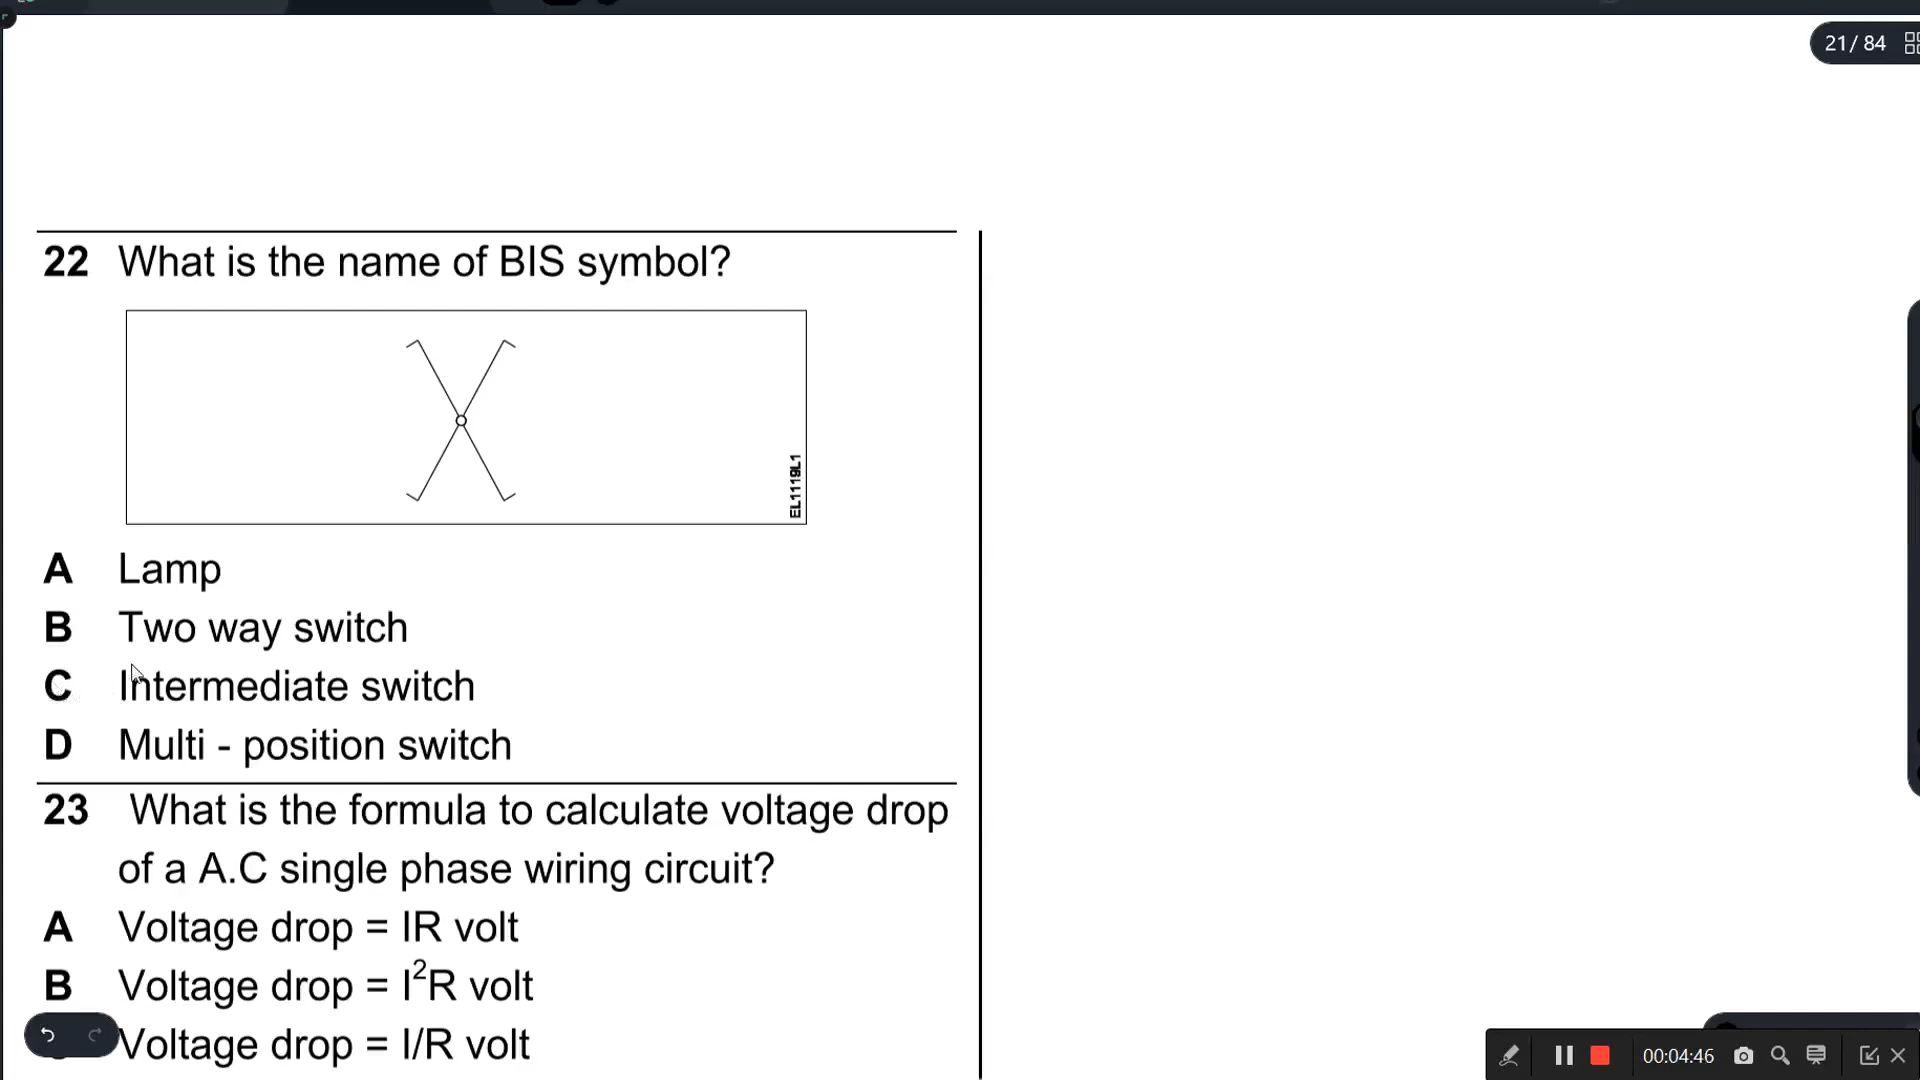 21 / 84
22 What is the name of BIS symbol?
EL1119L1
A Lamp
B Two way switch
C Intermediate switch
D Multi - position switch
23 What is the formula to calculate voltage drop
of a A.C single phase wiring circuit?
A Voltage drop = IR volt
B Voltage drop = I²R volt
Voltage drop = I/R volt
00:04:46